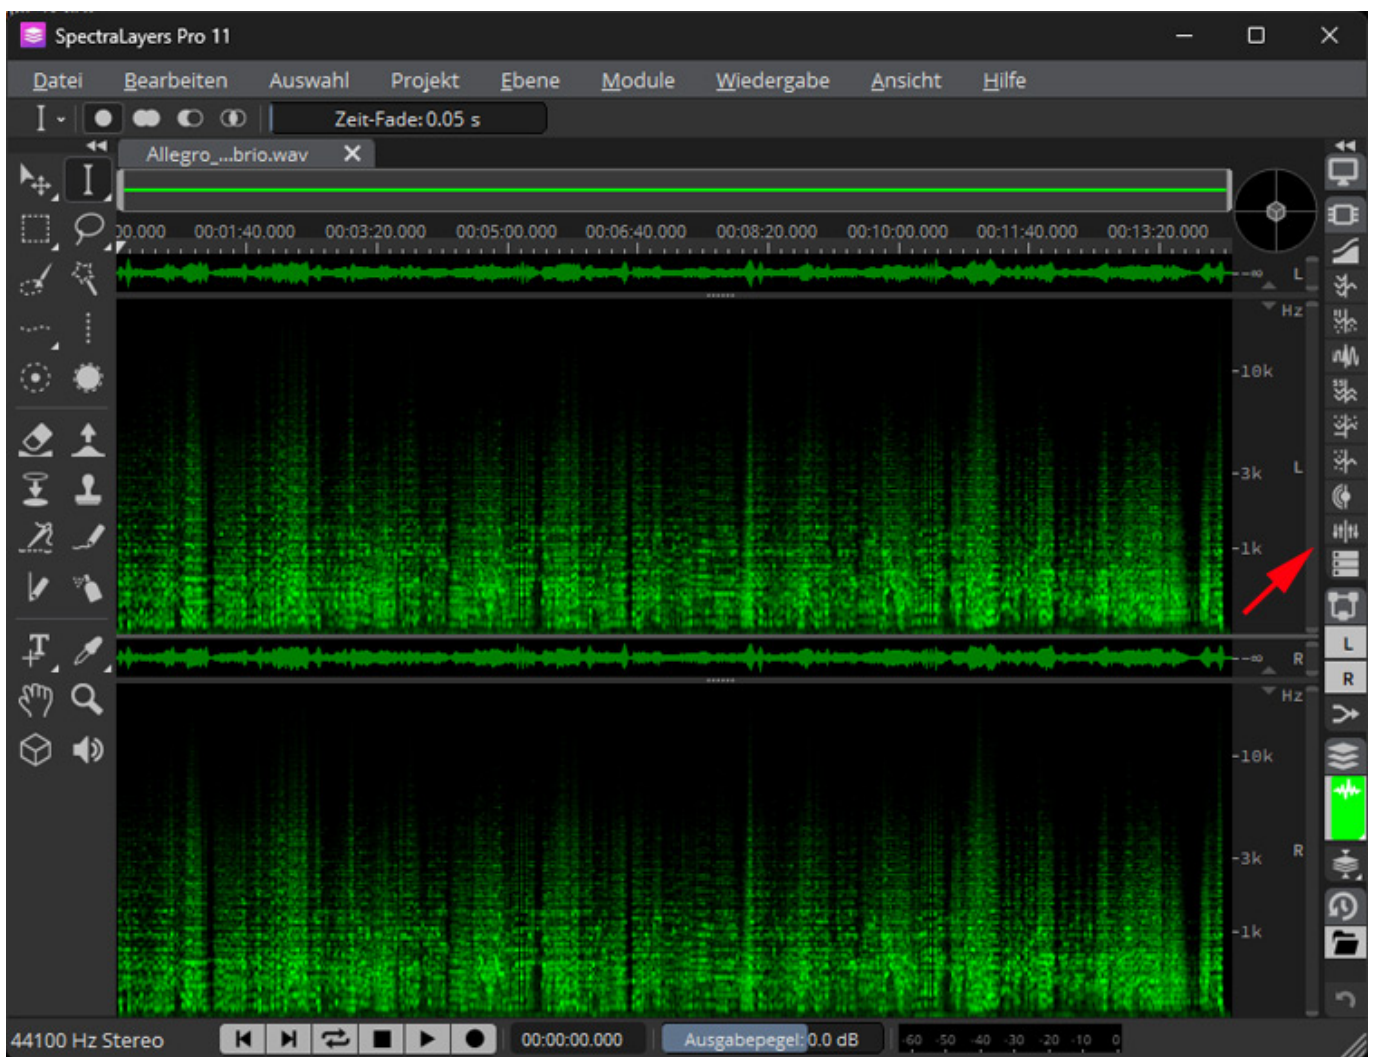 SpectraLayers Pro 11
Datei Bearbeiten Auswahl Projekt Ebene Module Wiedergabe Ansicht Hilfe
Zeit-Fade: 0.05 s
Allegro_...brio.wav
00.000 00:01:40.000 00:03:20.000 00:05:00.000 00:06:40.000 00:08:20.000 00:10:00.000 00:11:40.000 00:13:20.000
-∞ L
Hz
-10k
-3k L
-1k
L
-∞ R
R
Hz
-10k
-3k R
-1k
44100 Hz Stereo 00:00:00.000 Ausgabepegel: 0.0 dB -60 -50 -40 -30 -20 -10 0